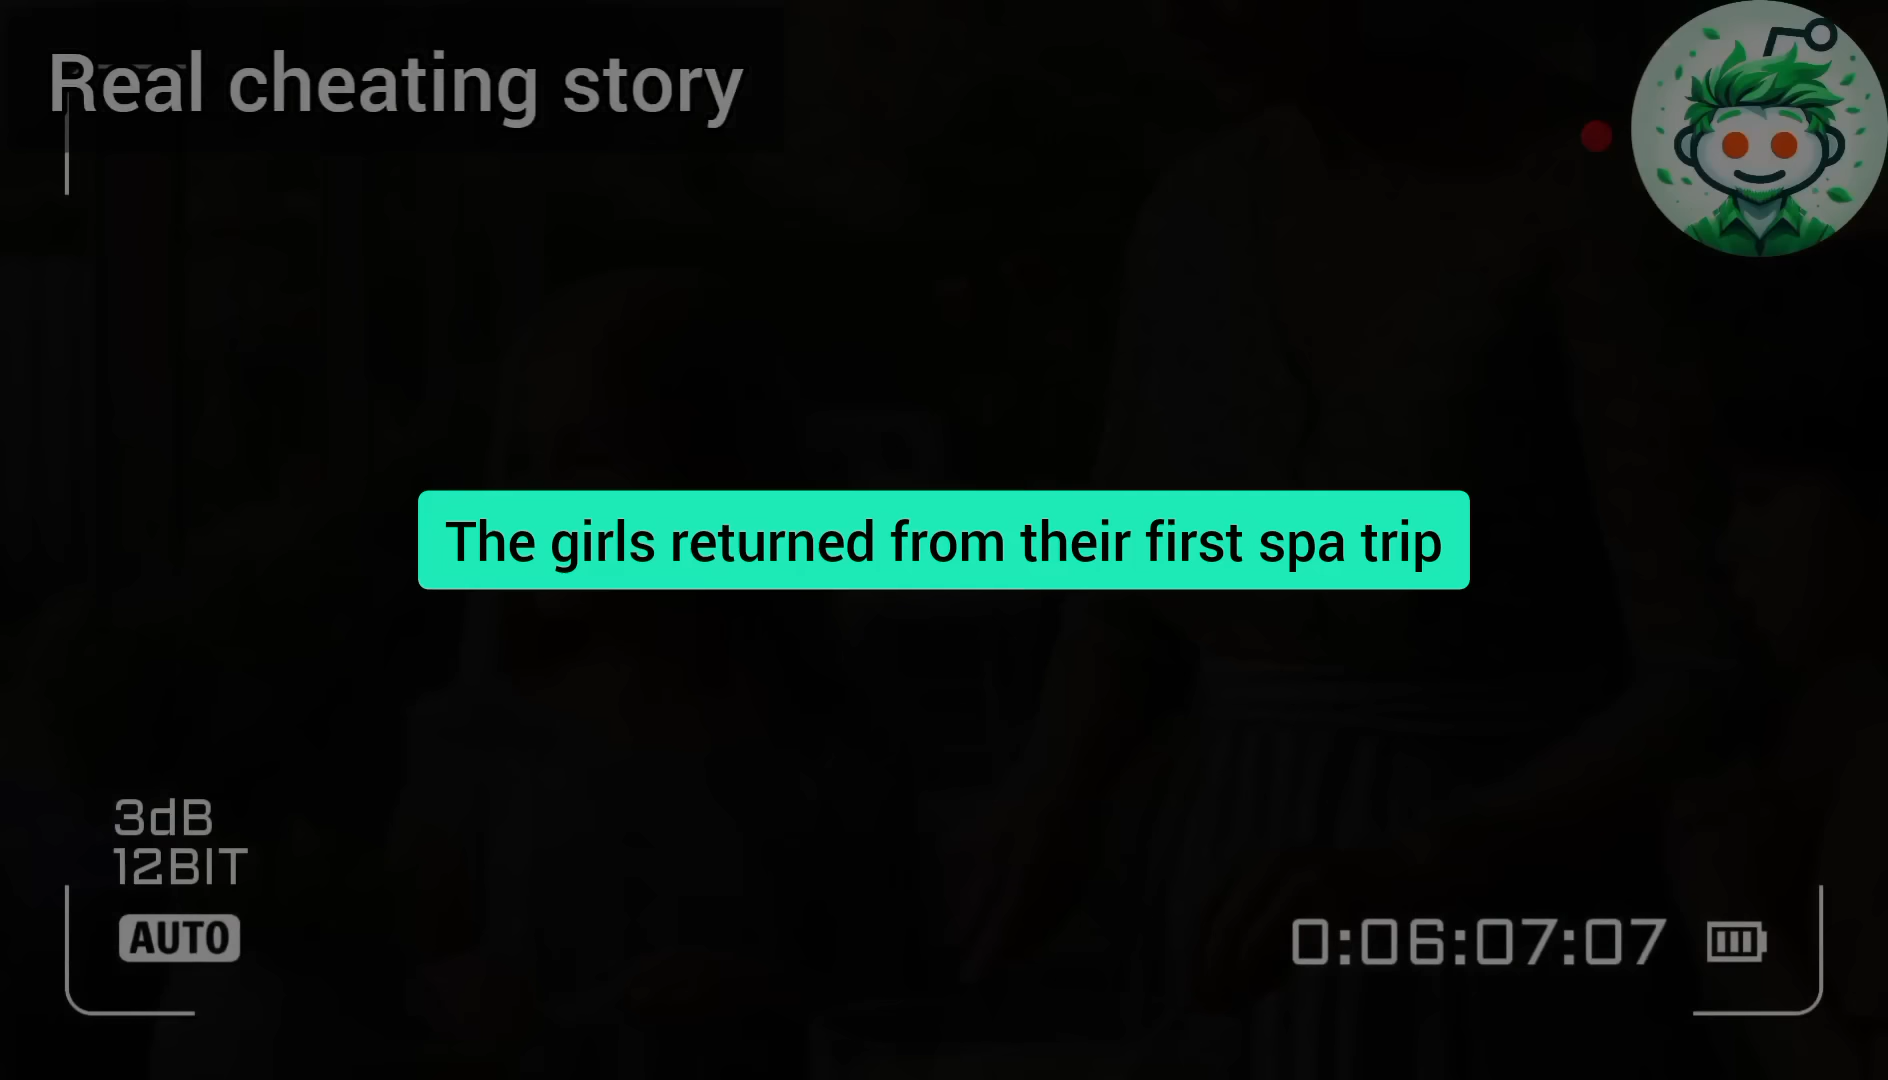 Real cheating story
The girls returned from their first spa trip
3dB
12BIT
AUTO
0:06:07:07